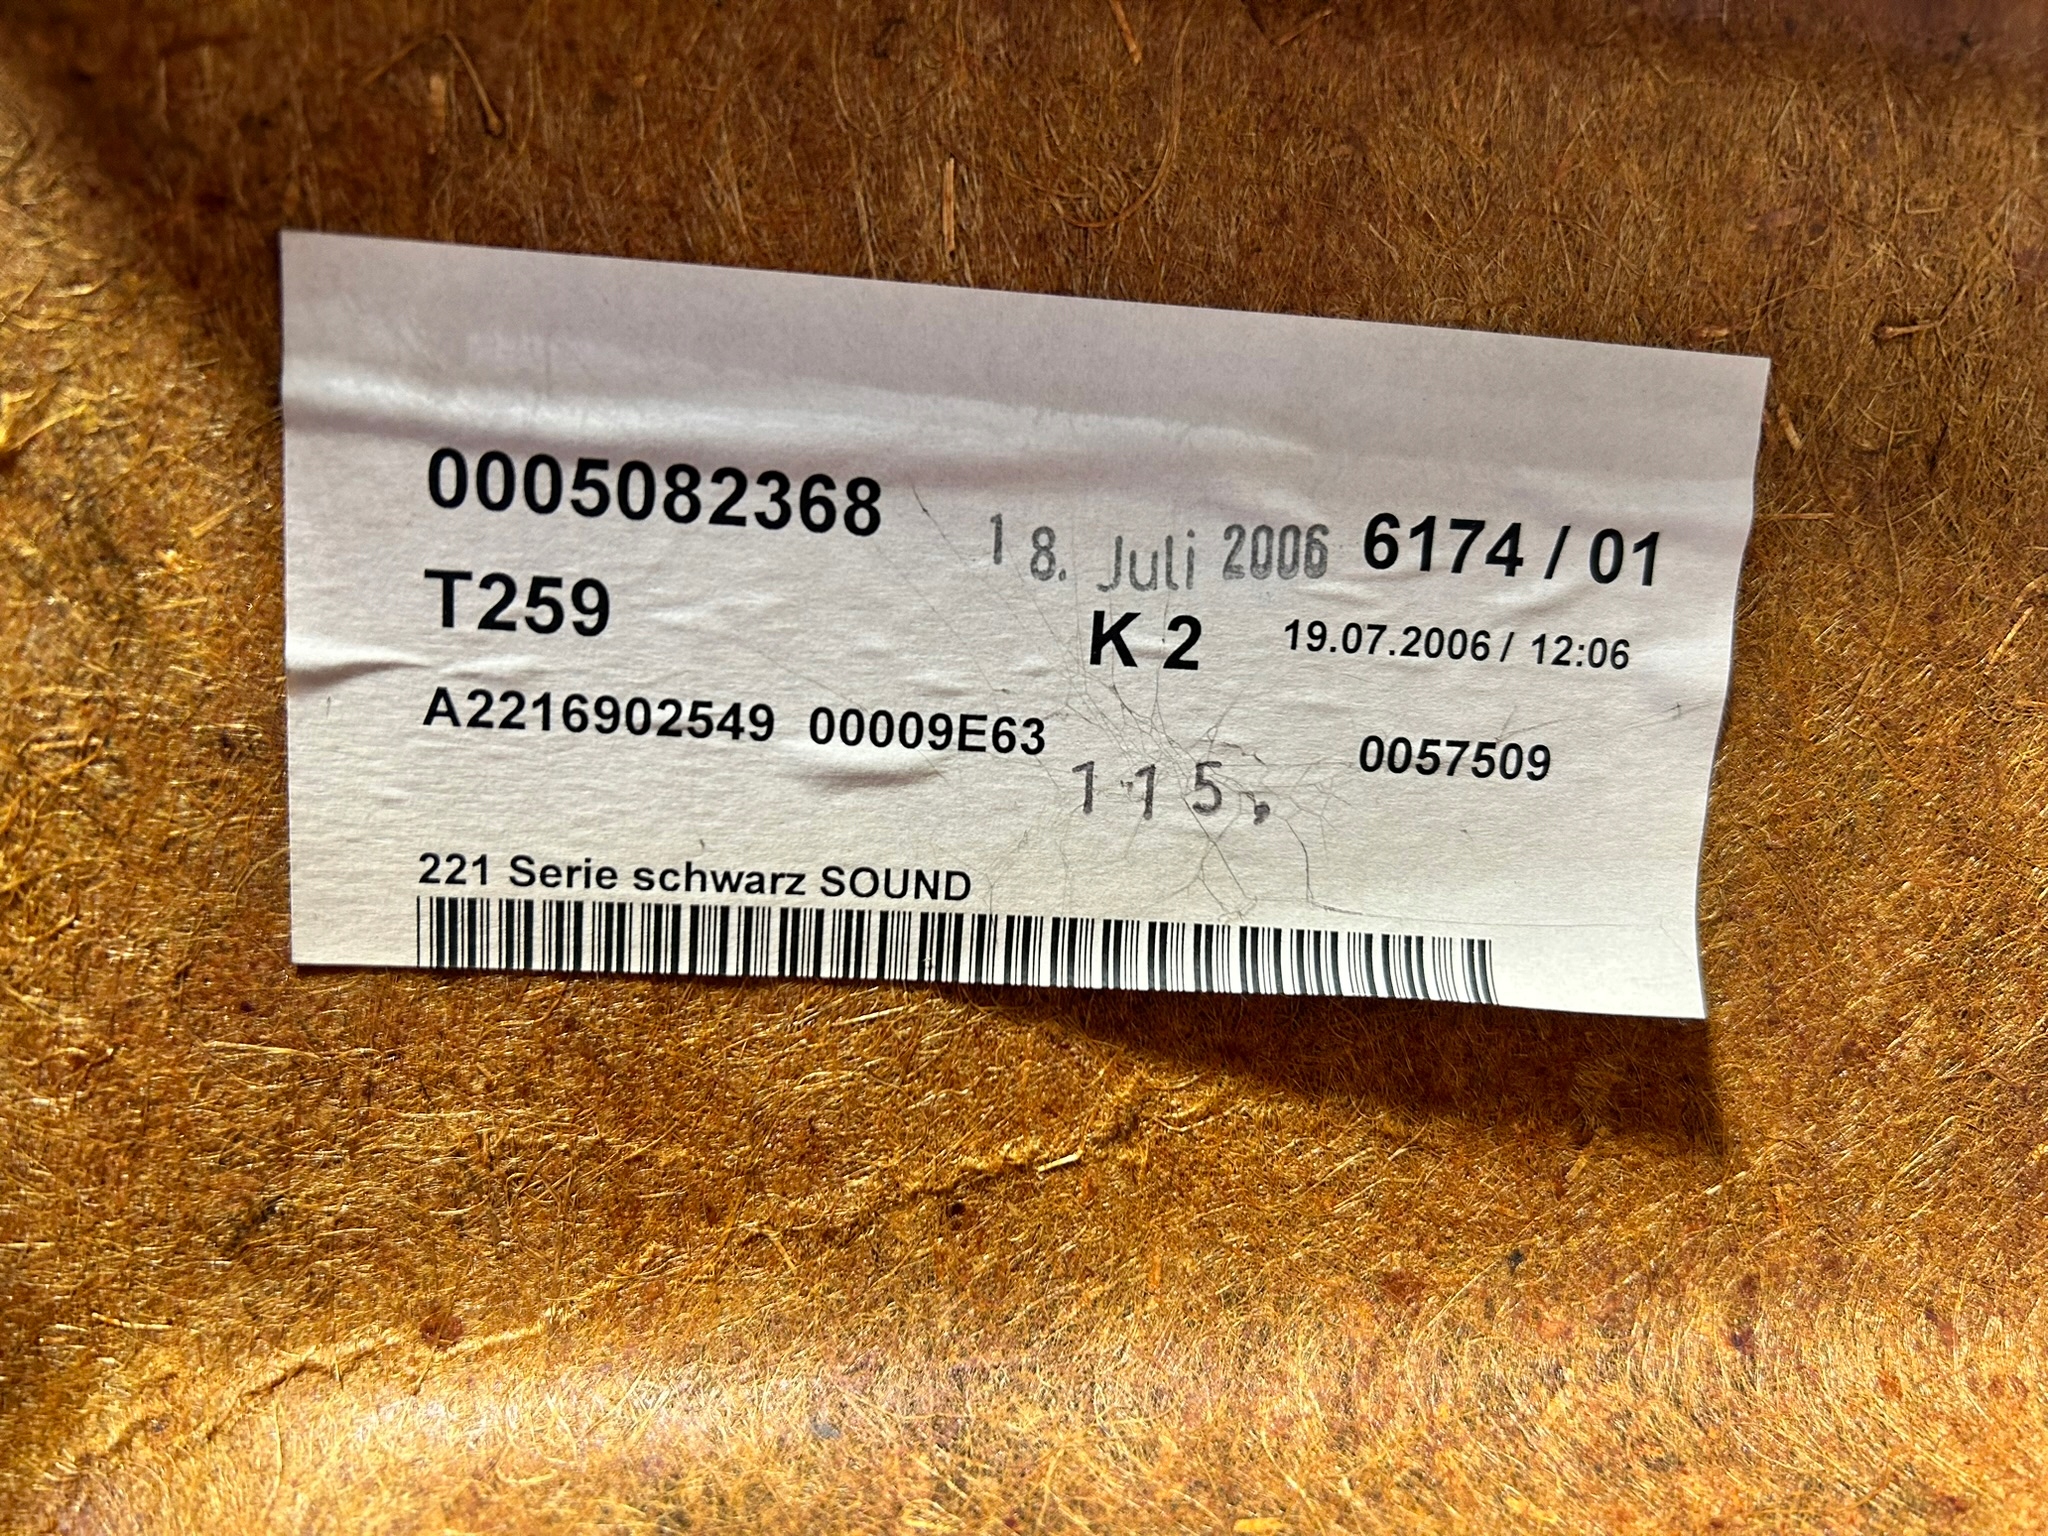 0005082368
18. Juli 2006 6174 / 01
T259
K 2 19.07.2006 / 12:06
A2216902549 00009E63 0057509
115.
221 Serie schwarz SOUND